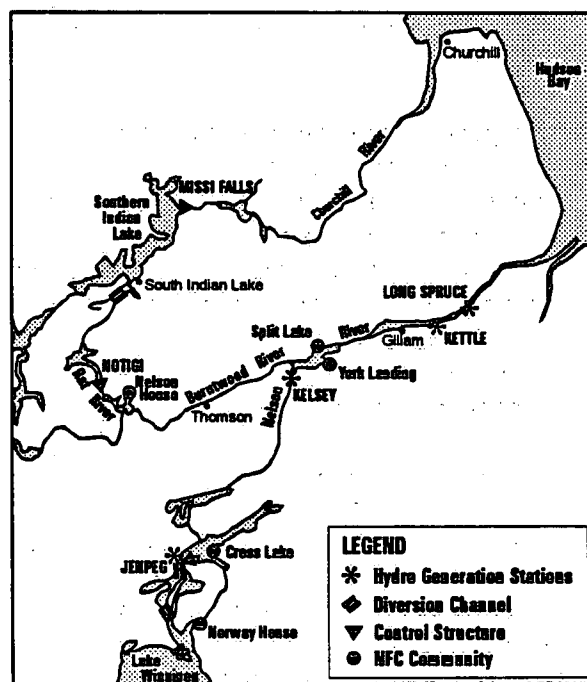 Churchill
Hudson
Bay
MISSI FALLS
Churchill River
Southern
Indian
Lake
South Indian Lake
LONG SPRUCE
Split Lake
River
Gillam
KETTLE
NOTIGI
Rat River
Nelson
House
Burntwood River
York Landing
Thomson
Nelson
KELSEY
JENPEG
Cross Lake
Norway House
Lake
Winnipeg
LEGEND
Hydro Generation Stations
Diversion Channel
Control Structure
NFC Community